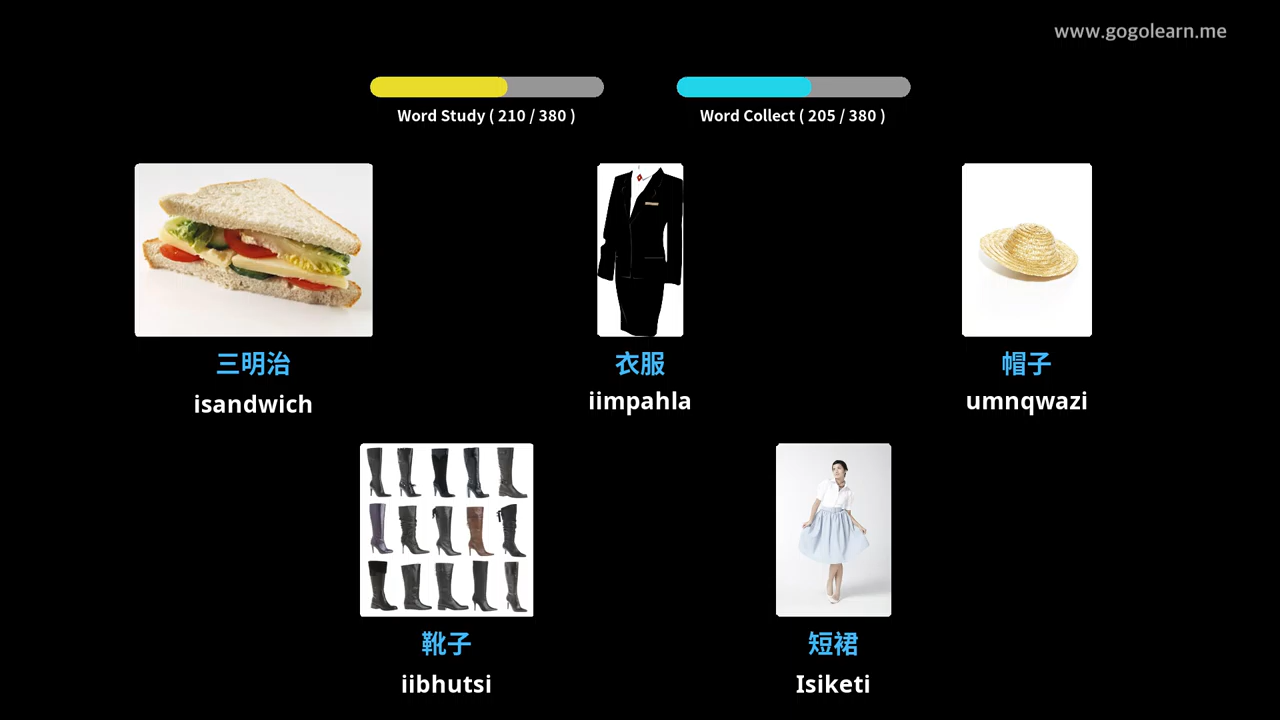 www.gogolearn.me
Word Study ( 210 / 380 )
Word Collect ( 205 / 380 )
三明治
isandwich
衣服
iimpahla
帽子
umnqwazi
靴子
iibhutsi
短裙
Isiketi